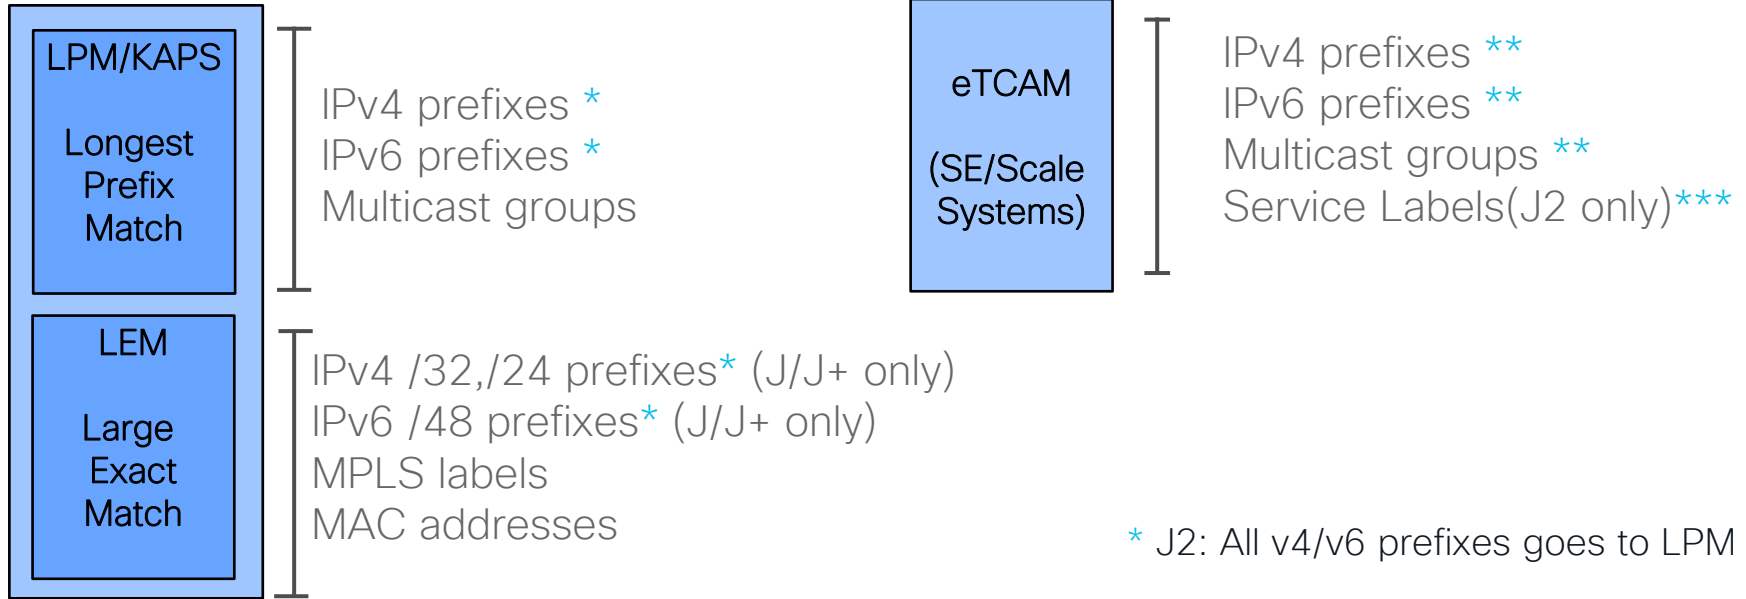 LPM/KAPS
Longest
Prefix
Match
IPv4 prefixes *
IPv6 prefixes *
Multicast groups
LEM
Large
Exact
Match
IPv4 /32,/24 prefixes* (J/J+ only)
IPv6 /48 prefixes* (J/J+ only)
MPLS labels
MAC addresses
eTCAM
(SE/Scale
Systems)
IPv4 prefixes **
IPv6 prefixes **
Multicast groups **
Service Labels(J2 only)***
* J2: All v4/v6 prefixes goes to LPM